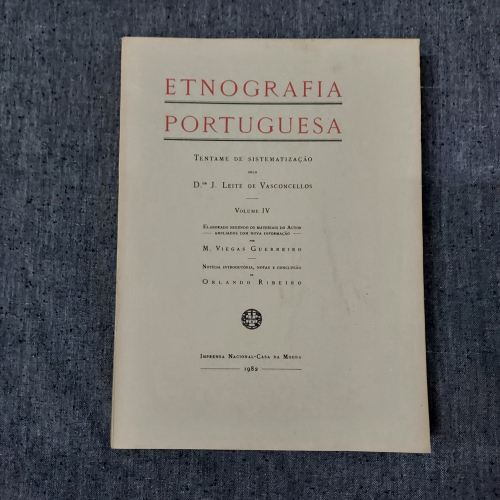 ETNOGRAFIA
PORTUGUESA
TENTAME DE SISTEMATIZAÇÃO
PELO
D.OR J. LEITE DE VASCONCELLOS
VOLUME IV
ELABORADO SEGUNDO OS MATERIAIS DO AUTOR
AMPLIADOS COM NOVA INFORMAÇÃO
POR
M. VIEGAS GUERREIRO
NOTÍCIA INTRODUTÓRIA, NOTAS E CONCLUSÃO
DE
ORLANDO RIBEIRO
IMPRENSA NACIONAL-CASA DA MOEDA
1982